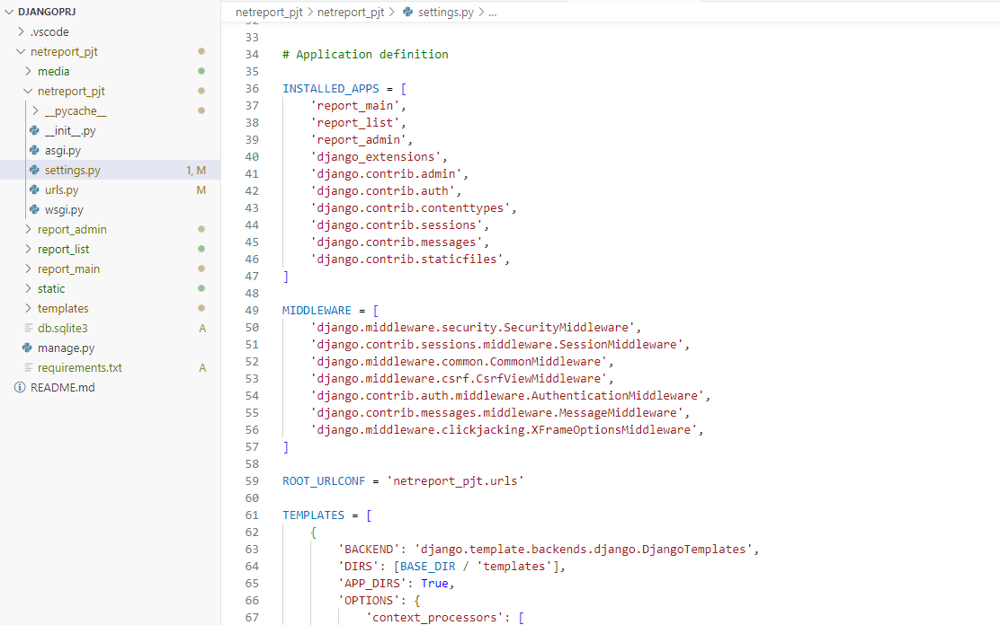 DJANGOPRJ
.vscode
netreport_pjt
media
netreport_pjt
__pycache__
__init__.py
asgi.py
settings.py 1, M
urls.py M
wsgi.py
report_admin
report_list
report_main
static
templates
db.sqlite3 A
manage.py
requirements.txt A
README.md
netreport_pjt > netreport_pjt > settings.py > ...
32
33
34 # Application definition
35
36 INSTALLED_APPS = [
37 'report_main',
38 'report_list',
39 'report_admin',
40 'django_extensions',
41 'django.contrib.admin',
42 'django.contrib.auth',
43 'django.contrib.contenttypes',
44 'django.contrib.sessions',
45 'django.contrib.messages',
46 'django.contrib.staticfiles',
47 ]
48
49 MIDDLEWARE = [
50 'django.middleware.security.SecurityMiddleware',
51 'django.contrib.sessions.middleware.SessionMiddleware',
52 'django.middleware.common.CommonMiddleware',
53 'django.middleware.csrf.CsrfViewMiddleware',
54 'django.contrib.auth.middleware.AuthenticationMiddleware',
55 'django.contrib.messages.middleware.MessageMiddleware',
56 'django.middleware.clickjacking.XFrameOptionsMiddleware',
57 ]
58
59 ROOT_URLCONF = 'netreport_pjt.urls'
60
61 TEMPLATES = [
62 {
63 'BACKEND': 'django.template.backends.django.DjangoTemplates',
64 'DIRS': [BASE_DIR / 'templates'],
65 'APP_DIRS': True,
66 'OPTIONS': {
67 'context_processors': [